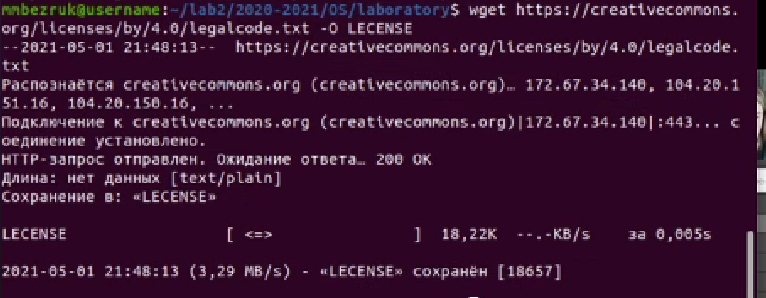 mmbezruk@username:~/lab2/2020-2021/OS/laboratory$ wget https://creativecommons.
org/licenses/by/4.0/legalcode.txt -O LECENSE
--2021-05-01 21:48:13--  https://creativecommons.org/licenses/by/4.0/legalcode.
txt
Распознаётся creativecommons.org (creativecommons.org)… 172.67.34.140, 104.20.1
51.16, 104.20.150.16, ...
Подключение к creativecommons.org (creativecommons.org)|172.67.34.140|:443... с
оединение установлено.
HTTP-запрос отправлен. Ожидание ответа… 200 OK
Длина: нет данных [text/plain]
Сохранение в: «LECENSE»
LECENSE [ <=> ] 18,22K --.-KB/s за 0,005s
2021-05-01 21:48:13 (3,29 MB/s) - «LECENSE» сохранён [18657]